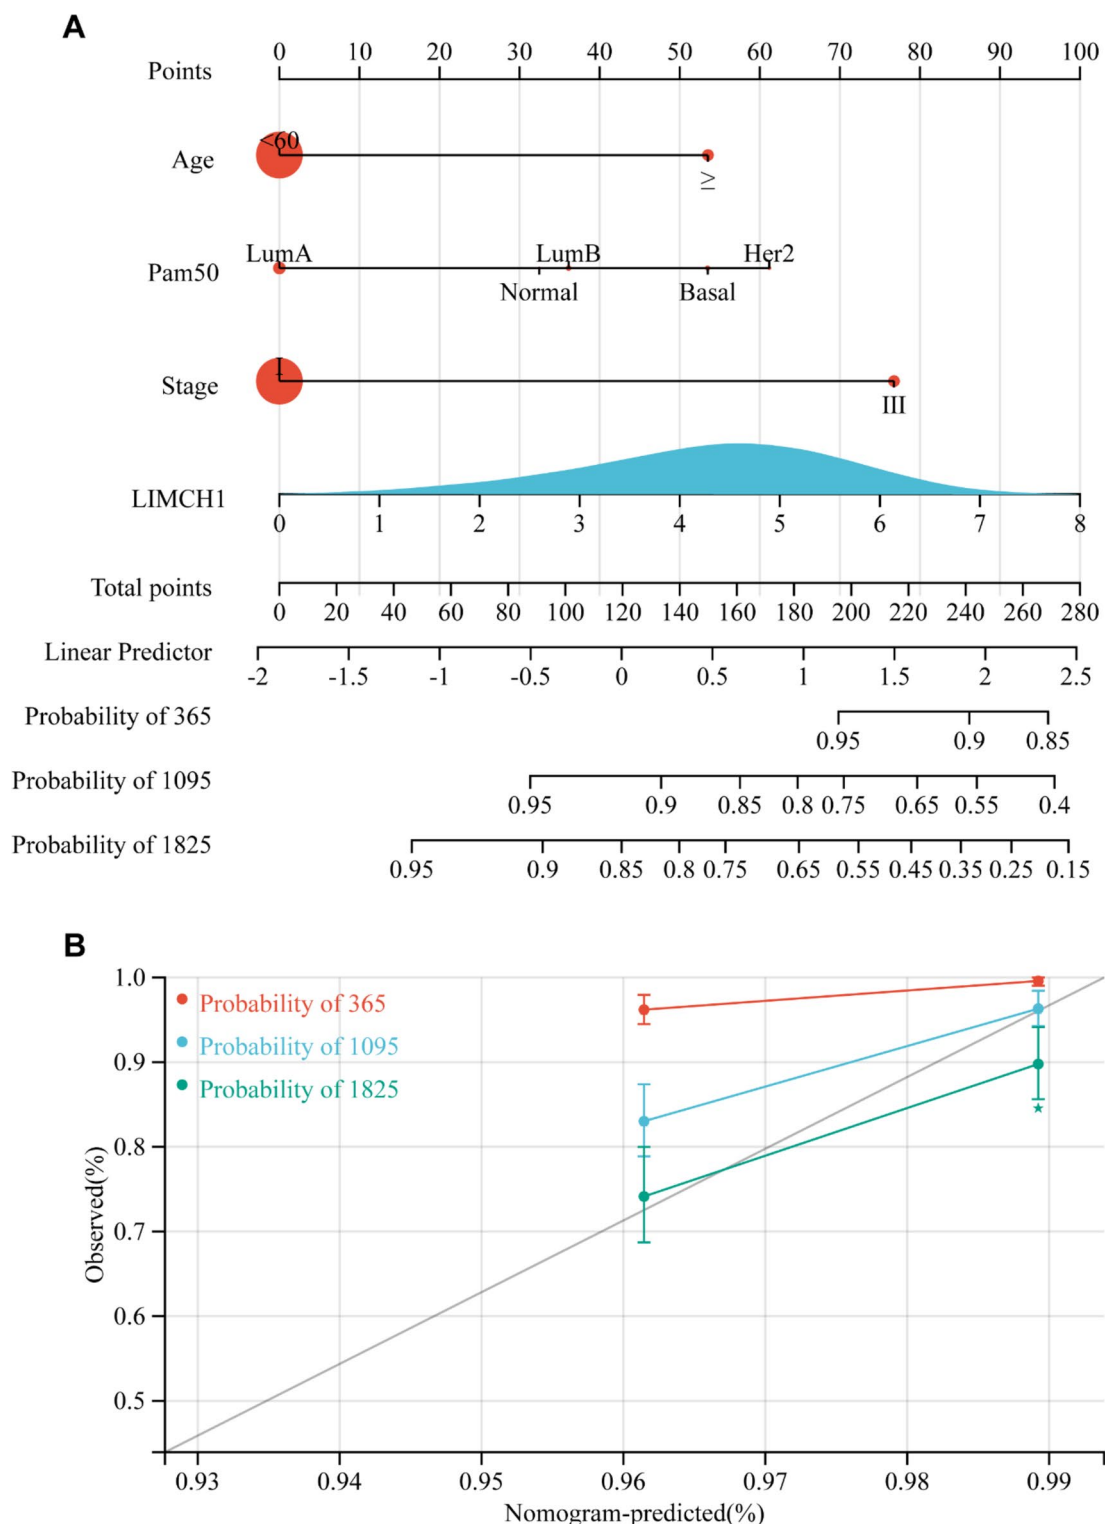 A
Points 0 10 20 30 40 50 60 70 80 90 100
Age <60 ≥
Pam50 LumA LumB Her2
Normal Basal
Stage I III
LIMCH1
0 1 2 3 4 5 6 7 8
Total points
0 20 40 60 80 100 120 140 160 180 200 220 240 260 280
Linear Predictor
-2 -1.5 -1 -0.5 0 0.5 1 1.5 2 2.5
Probability of 365
0.95 0.9 0.85
Probability of 1095
0.95 0.9 0.85 0.8 0.75 0.65 0.55 0.4
Probability of 1825
0.95 0.9 0.85 0.8 0.75 0.65 0.55 0.45 0.35 0.25 0.15
B
Observed(%)
1.0
0.9
0.8
0.7
0.6
0.5
Probability of 365
Probability of 1095
Probability of 1825
0.93 0.94 0.95 0.96 0.97 0.98 0.99
Nomogram-predicted(%)